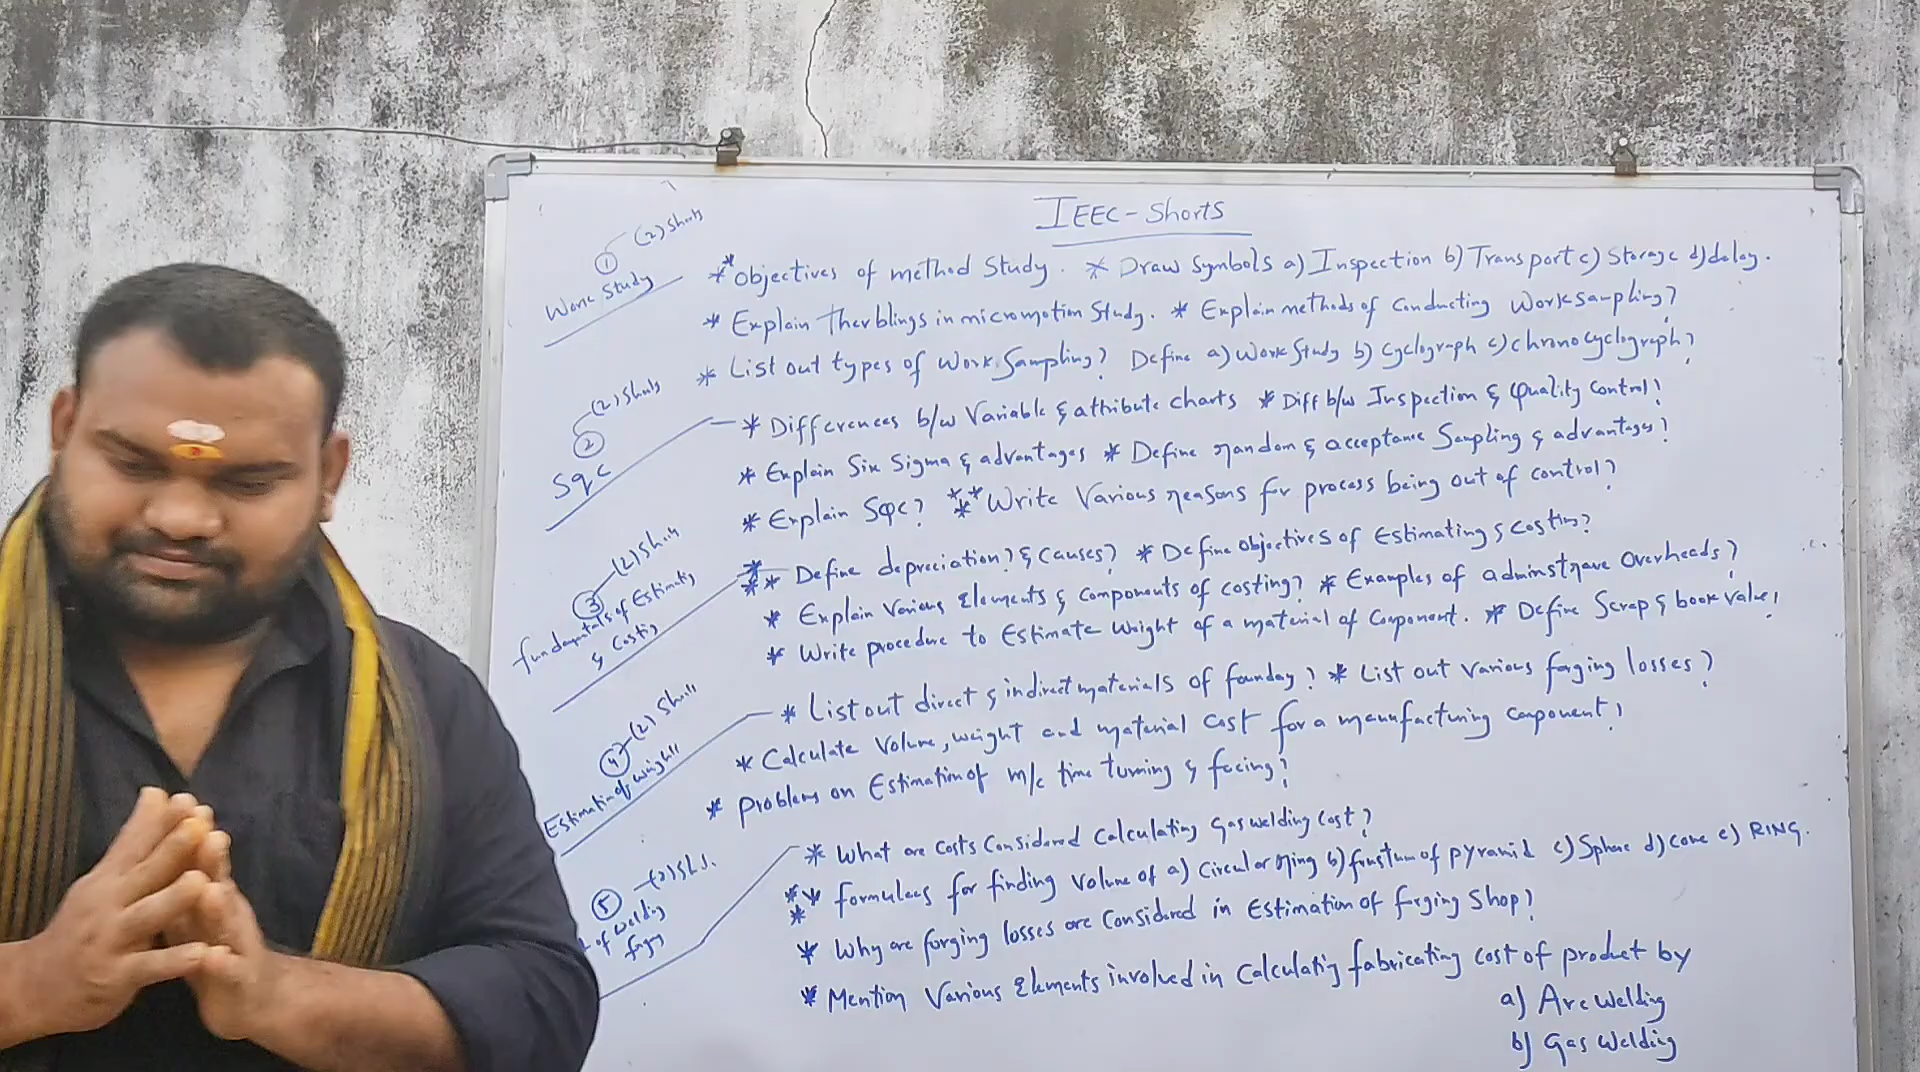 IEEC - Shorts
(2) Shorts
1
Work Study
** Objectives of method Study. * Draw Symbols a) Inspection b) Transport c) Storage d) delay.
* Explain Therblings in micromotion Study. * Explain methods of Conducting Work sampling?
* List out types of Work Sampling? Define a) Work Study b) Cyclograph c) chronocyclograph?
(2) Shorts
2
Sqc
* Differences b/w Variable & attribute charts * Diff b/w Inspection & Quality Control?
* Explain Six Sigma & advantages * Define random & acceptance Sampling & advantages?
* Explain SQC? *** Write Various reasons for process being out of control?
(2) Shorts
3
fundamentals of Estimating
& Costing
*** Define depreciation? & Causes? * Define objectives of Estimating & Costing?
* Explain Various Elements & Components of costing? * Examples of adminstrave Overheads?
* Write procedure to Estimate Weight of a material of Component. * Define Scrap & book value?
(2) Shorts
4
Estimation of weights
* List out direct & indirect materials of founday? * List out various forging losses?
* Calculate Volume, weight and material cost for a manufacturing component?
* problems on Estimation of m/c time turning & facing?
5
of Welding
* What are costs Considered Calculating Gas welding Cost?
*** formulaes for finding Volume of a) Circular ring b) frustum of pyramid c) Sphere d) Cone e) RING.
* Why are forging losses are Considered in Estimation of forging Shop?
* Mention Various Elements involved in Calculating fabricating cost of product by
a) Arc Welding
b) Gas Welding